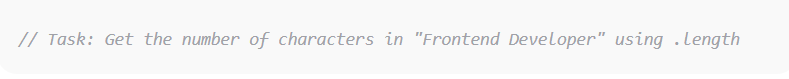 // Task: Get the number of characters in "Frontend Developer" using .length